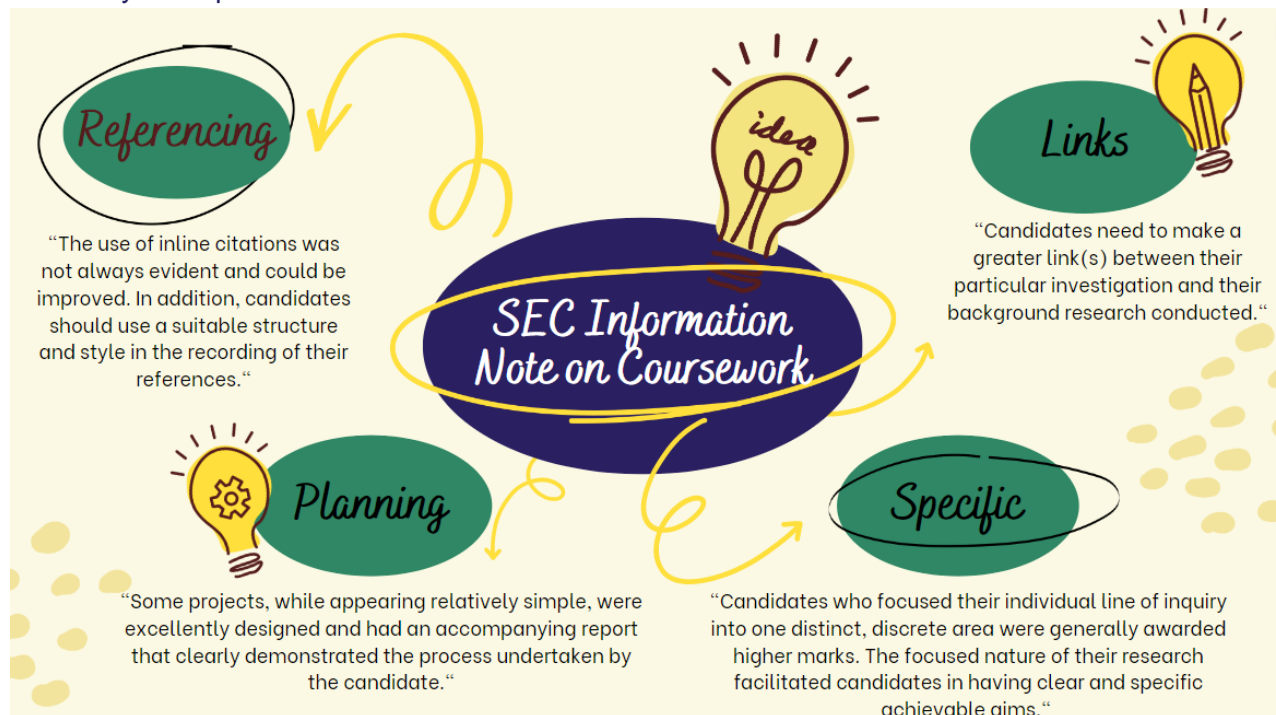 idea
SEC Information
Note on Coursework
Referencing
“The use of inline citations was
not always evident and could be
improved. In addition, candidates
should use a suitable structure
and style in the recording of their
references.“
Links
“Candidates need to make a
greater link(s) between their
particular investigation and their
background research conducted.“
Planning
“Some projects, while appearing relatively simple, were
excellently designed and had an accompanying report
that clearly demonstrated the process undertaken by
the candidate.“
Specific
“Candidates who focused their individual line of inquiry
into one distinct, discrete area were generally awarded
higher marks. The focused nature of their research
facilitated candidates in having clear and specific
achievable aims.“